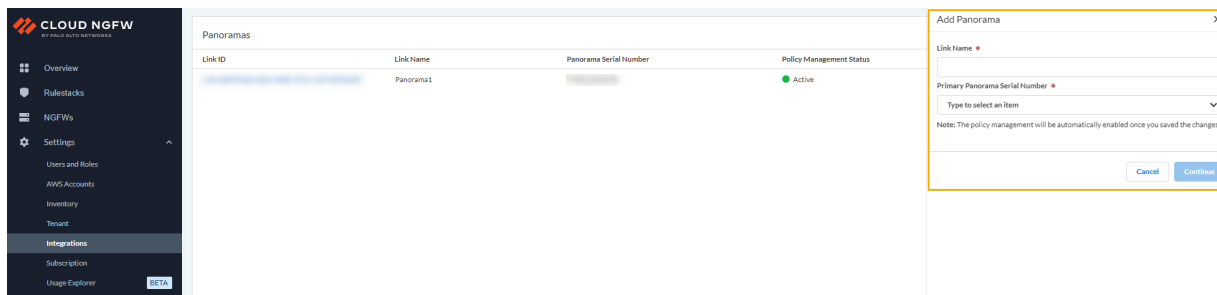 CLOUD NGFW
BY PALO ALTO NETWORKS
Overview
Rulestacks
NGFWs
Settings
Users and Roles
AWS Accounts
Inventory
Tenant
Integrations
Subscription
Usage Explorer BETA
Panoramas
Link ID Link Name Panorama Serial Number Policy Management Status
Panorama1 Active
Add Panorama
Link Name *
Primary Panorama Serial Number *
Type to select an item
Note: The policy management will be automatically enabled once you saved the changes
Cancel Continue